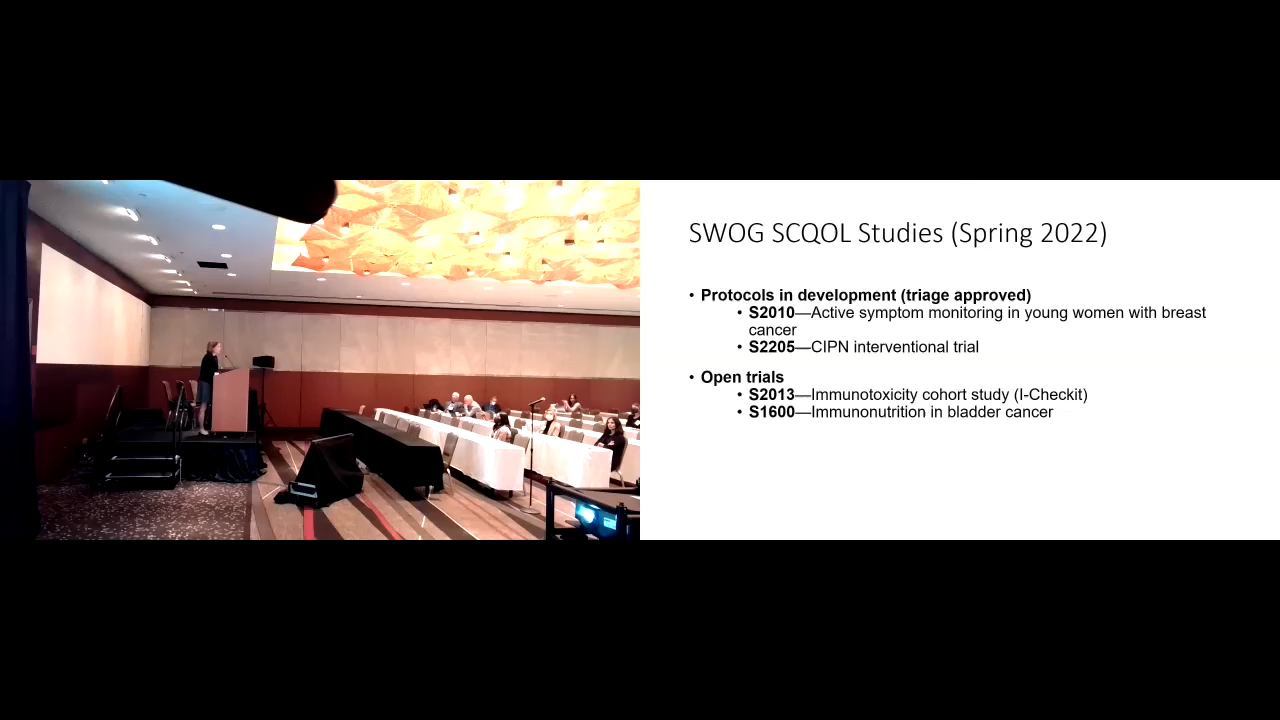 SWOG SCQOL Studies (Spring 2022)
• Protocols in development (triage approved)
• S2010—Active symptom monitoring in young women with breast
cancer
• S2205—CIPN interventional trial
• Open trials
• S2013—Immunotoxicity cohort study (I-Checkit)
• S1600—Immunonutrition in bladder cancer